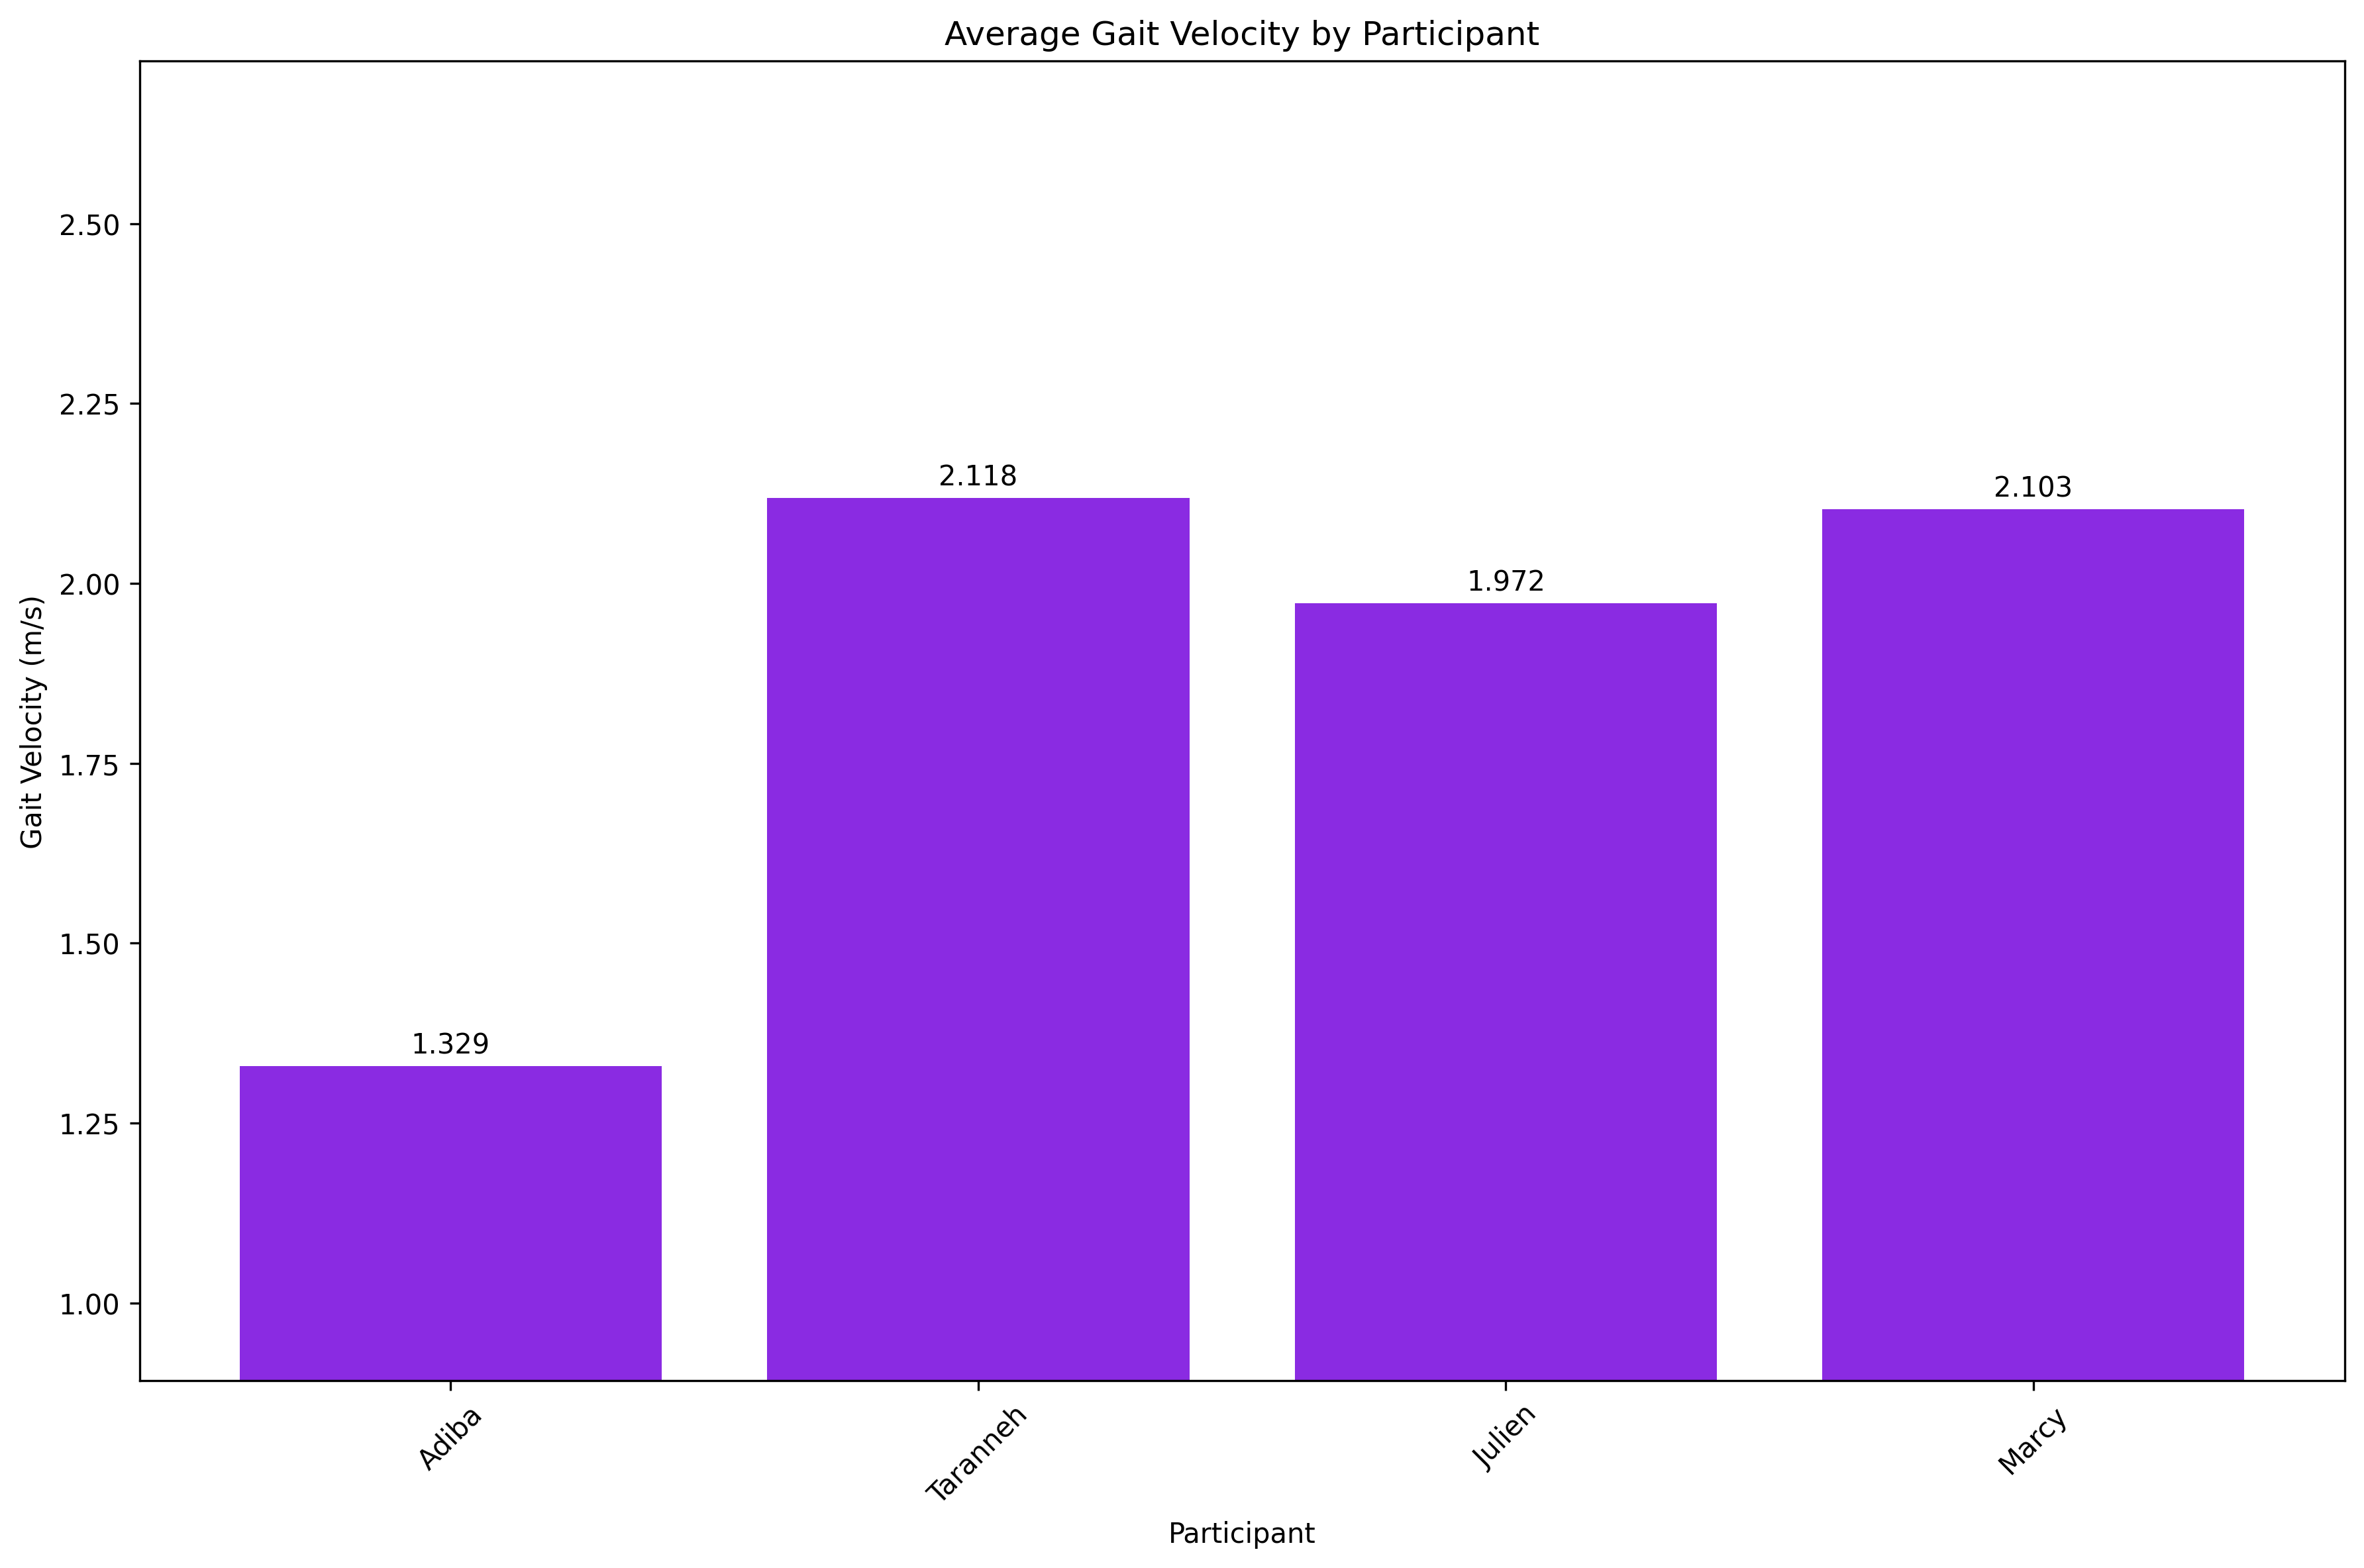 Average Gait Velocity by Participant
Gait Velocity (m/s)
2.50
2.25
2.00
1.75
1.50
1.25
1.00
1.329
2.118
1.972
2.103
Adiba
Taranneh
Julien
Marcy
Participant